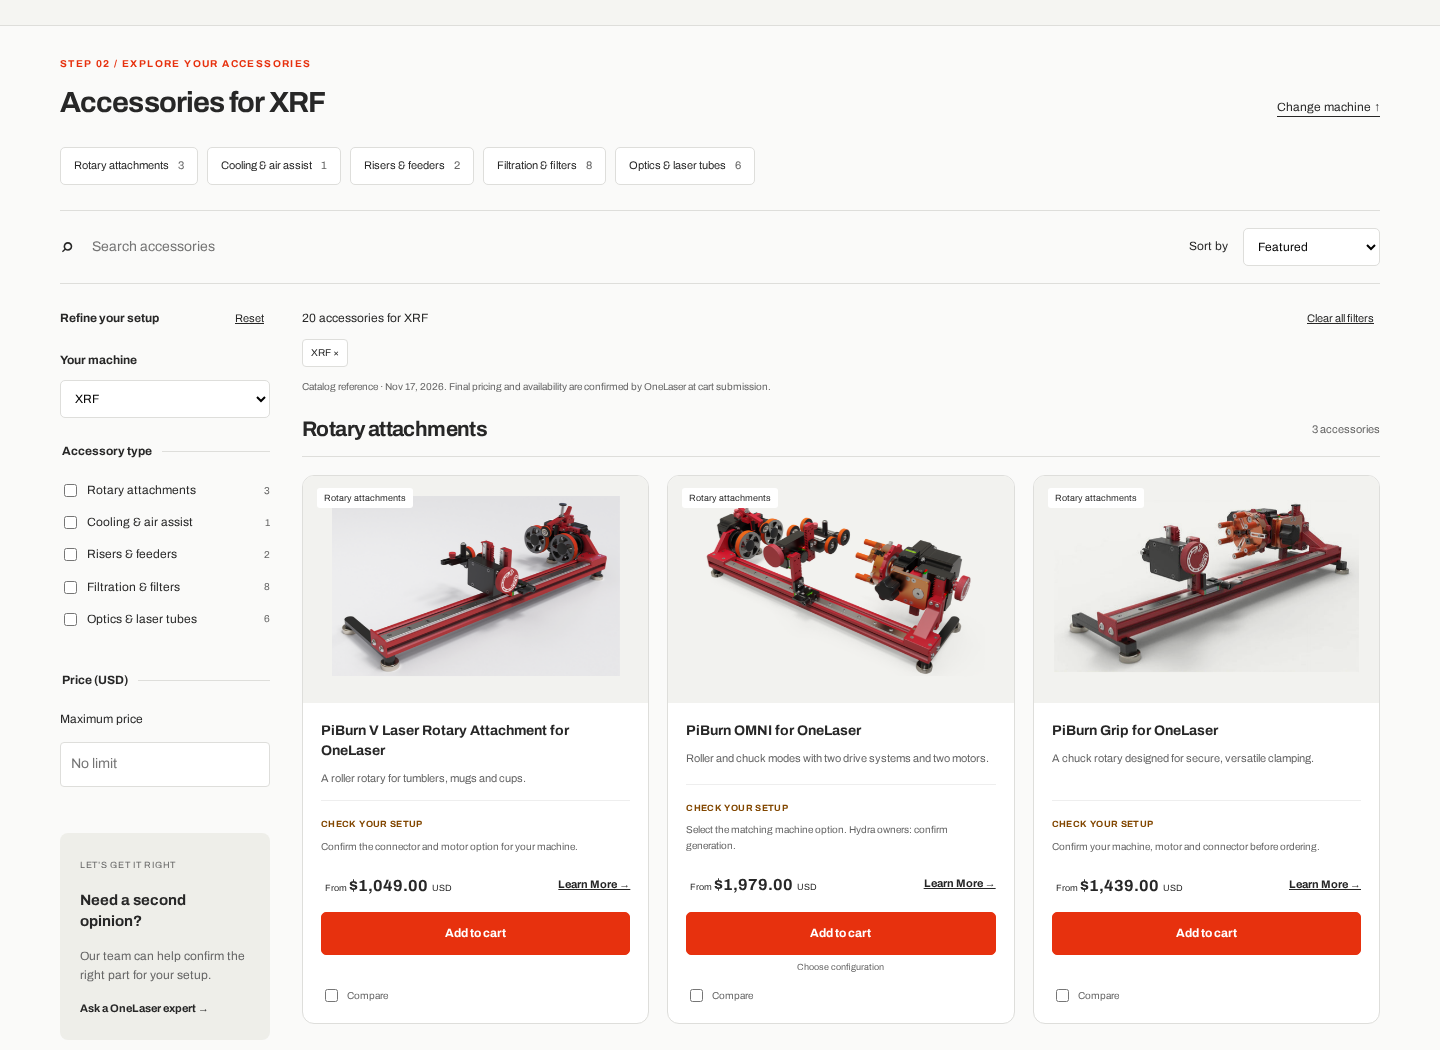 STEP 02 / EXPLORE YOUR ACCESSORIES
Accessories for XRF
Change machine ↑
Rotary attachments 3
Cooling & air assist 1
Risers & feeders 2
Filtration & filters 8
Optics & laser tubes 6
Search accessories
Sort by
Featured
Refine your setup
Reset
Your machine
XRF
Accessory type
Rotary attachments 3
Cooling & air assist 1
Risers & feeders 2
Filtration & filters 8
Optics & laser tubes 6
Price (USD)
Maximum price
No limit
LET'S GET IT RIGHT
Need a second
opinion?
Our team can help confirm the
right part for your setup.
Ask a OneLaser expert →
20 accessories for XRF
Clear all filters
XRF ×
Catalog reference · Nov 17, 2026. Final pricing and availability are confirmed by OneLaser at cart submission.
Rotary attachments
3 accessories
Rotary attachments
PiBurn V Laser Rotary Attachment for
OneLaser
A roller rotary for tumblers, mugs and cups.
CHECK YOUR SETUP
Confirm the connector and motor option for your machine.
From $1,049.00 USD
Learn More →
Add to cart
Compare
Rotary attachments
PiBurn OMNI for OneLaser
Roller and chuck modes with two drive systems and two motors.
CHECK YOUR SETUP
Select the matching machine option. Hydra owners: confirm
generation.
From $1,979.00 USD
Learn More →
Add to cart
Choose configuration
Compare
Rotary attachments
PiBurn Grip for OneLaser
A chuck rotary designed for secure, versatile clamping.
CHECK YOUR SETUP
Confirm your machine, motor and connector before ordering.
From $1,439.00 USD
Learn More →
Add to cart
Compare